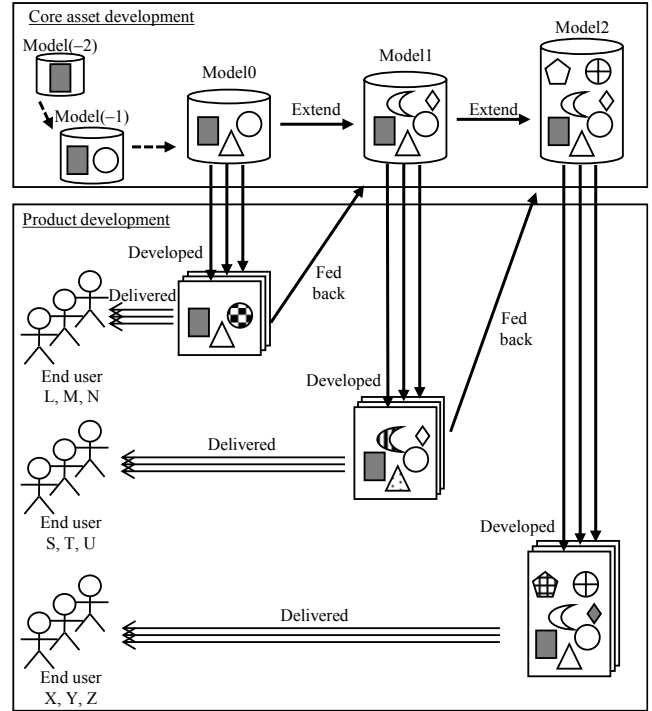 Core asset development
Model(−2)
Model(−1)
Model0
Extend
Model1
Extend
Model2
Product development
Developed
Delivered
Fed
back
End user
L, M, N
Developed
Fed
back
Delivered
End user
S, T, U
Developed
Delivered
End user
X, Y, Z